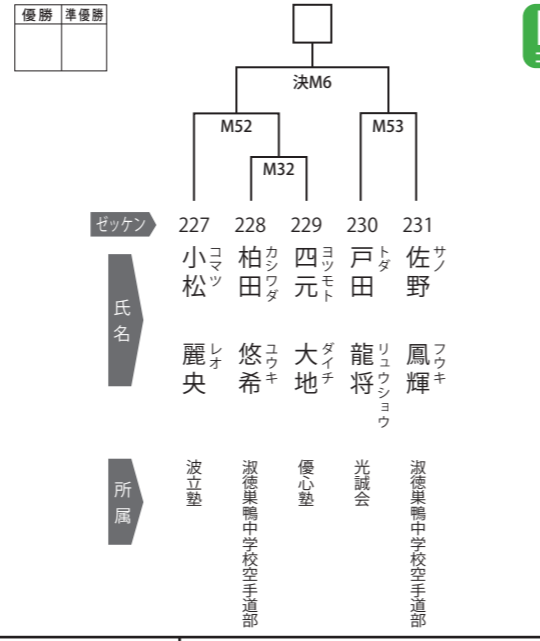 優勝 準優勝
決M6
M52 M53
M32
ゼッケン 227 228 229 230 231
氏名
小松 麗央
コマツ レオ
柏田 悠希
カシワダ ユウキ
四元 大地
ヨツモト ダイチ
戸田 龍将
トダ リュウショウ
佐野 鳳輝
サノ フウキ
所属
波立塾
淑徳巣鴨中学校空手道部
優心塾
光誠会
淑徳巣鴨中学校空手道部